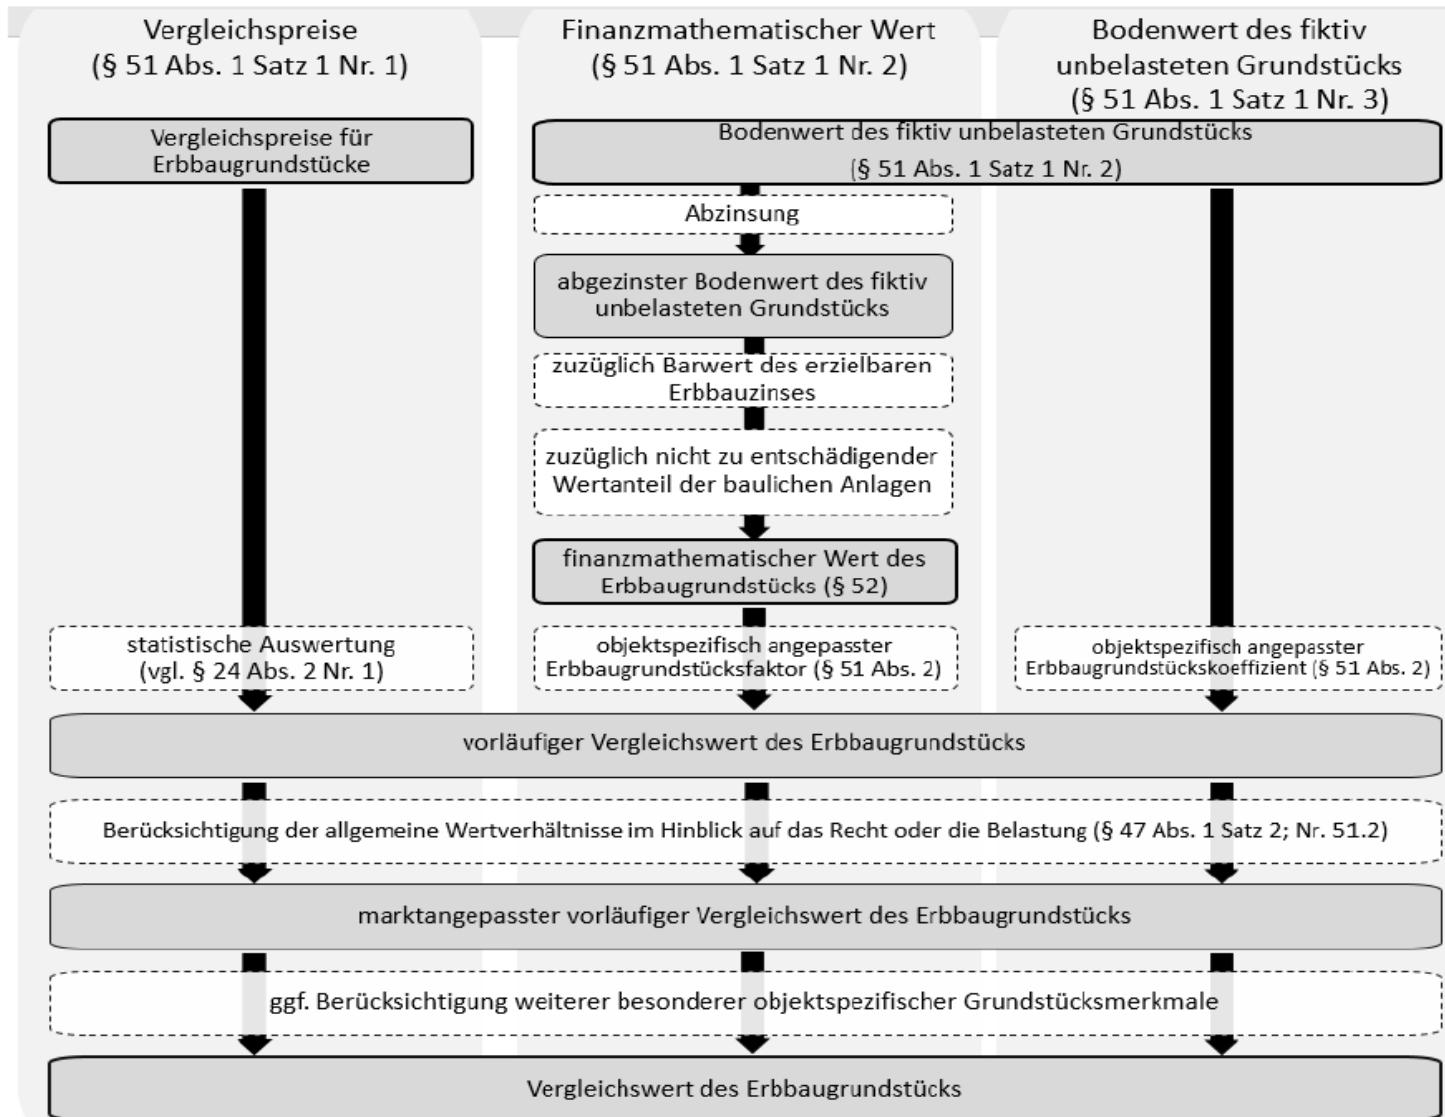 Vergleichspreise
(§ 51 Abs. 1 Satz 1 Nr. 1)
Finanzmathematischer Wert
(§ 51 Abs. 1 Satz 1 Nr. 2)
Bodenwert des fiktiv
unbelasteten Grundstücks
(§ 51 Abs. 1 Satz 1 Nr. 3)
Vergleichspreise für
Erbbaugrundstücke
Bodenwert des fiktiv unbelasteten Grundstücks
(§ 51 Abs. 1 Satz 1 Nr. 2)
Abzinsung
abgezinster Bodenwert des fiktiv
unbelasteten Grundstücks
zuzüglich Barwert des erzielbaren
Erbbauzinses
zuzüglich nicht zu entschädigender
Wertanteil der baulichen Anlagen
finanzmathematischer Wert des
Erbbaugrundstücks (§ 52)
statistische Auswertung
(vgl. § 24 Abs. 2 Nr. 1)
objektspezifisch angepasster
Erbbaugrundstücksfaktor (§ 51 Abs. 2)
objektspezifisch angepasster
Erbbaugrundstückskoeffizient (§ 51 Abs. 2)
vorläufiger Vergleichswert des Erbbaugrundstücks
Berücksichtigung der allgemeine Wertverhältnisse im Hinblick auf das Recht oder die Belastung (§ 47 Abs. 1 Satz 2; Nr. 51.2)
marktangepasster vorläufiger Vergleichswert des Erbbaugrundstücks
ggf. Berücksichtigung weiterer besonderer objektspezifischer Grundstücksmerkmale
Vergleichswert des Erbbaugrundstücks